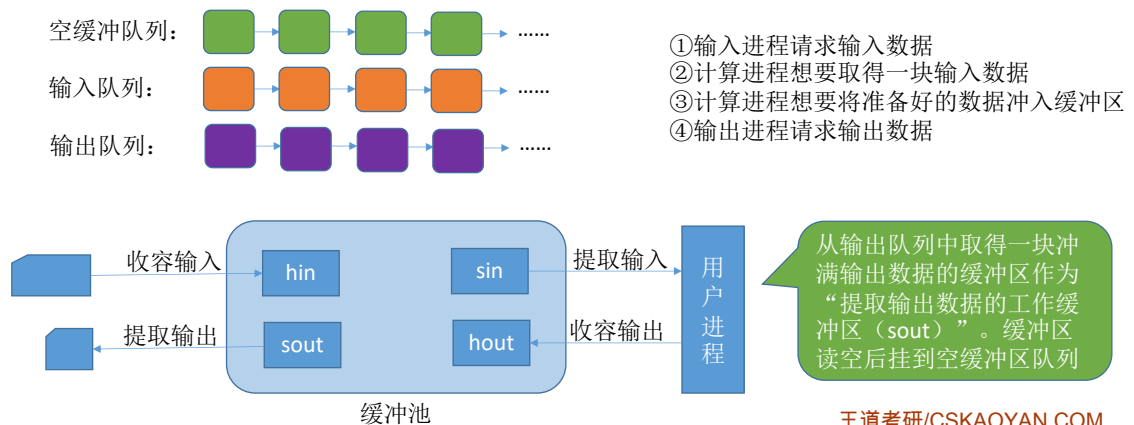 空缓冲队列：
......
输入队列：
......
输出队列：
......
①输入进程请求输入数据
②计算进程想要取得一块输入数据
③计算进程想要将准备好的数据冲入缓冲区
④输出进程请求输出数据
收容输入
hin
sin
提取输入
提取输出
sout
hout
收容输出
用户进程
缓冲池
从输出队列中取得一块冲
满输出数据的缓冲区作为
“提取输出数据的工作缓
冲区（sout）”。缓冲区
读空后挂到空缓冲区队列
王道考研/CSKAOYAN.COM